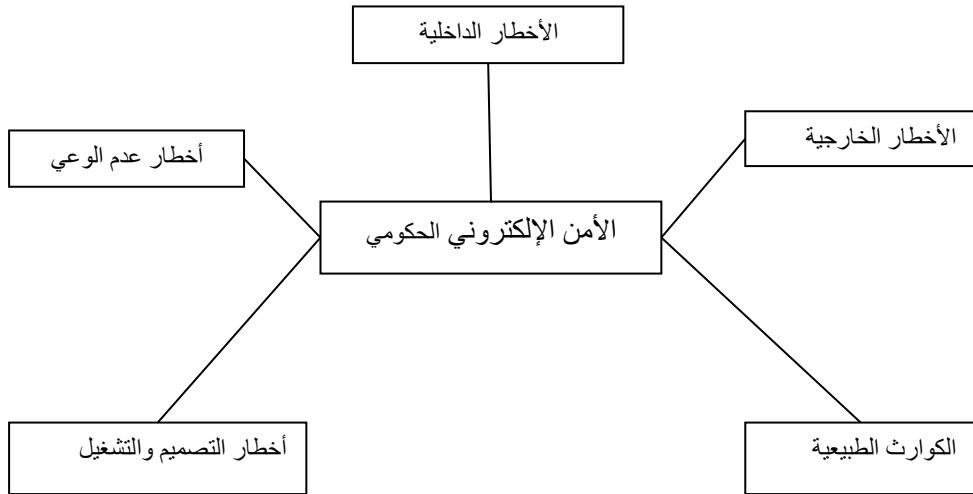 الأخطار الداخلية
الأخطار الخارجية
أخطار عدم الوعي
الأمن الإلكتروني الحكومي
الكوارث الطبيعية
أخطار التصميم والتشغيل